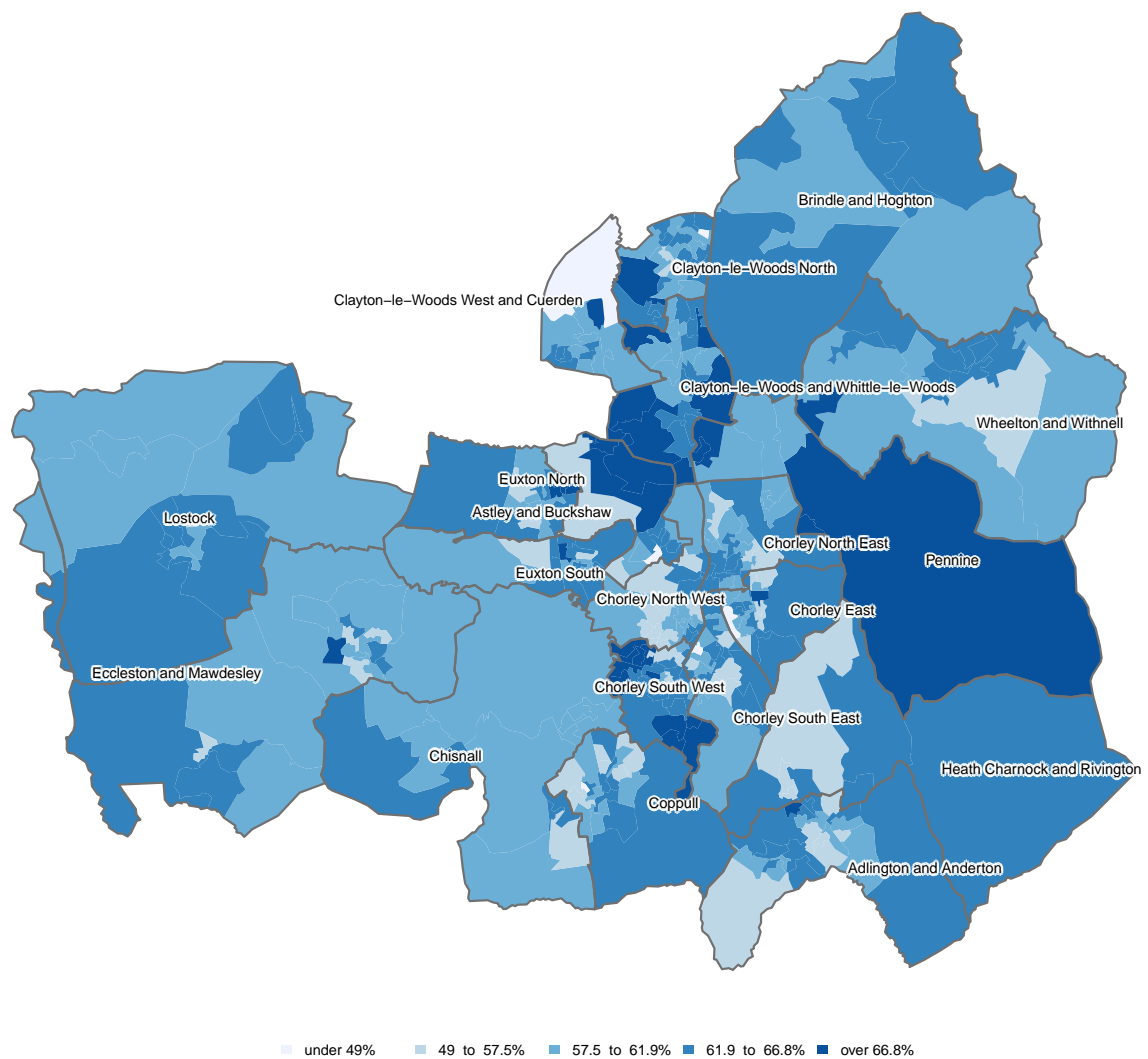 Brindle and Hoghton
Clayton–le–Woods North
Clayton–le–Woods West and Cuerden
Clayton–le–Woods and Whittle–le–Woods
Wheelton and Withnell
Euxton North
Astley and Buckshaw
Lostock
Chorley North East
Pennine
Euxton South
Chorley North West
Chorley East
Eccleston and Mawdesley
Chorley South West
Chorley South East
Chisnall
Heath Charnock and Rivington
Coppull
Adlington and Anderton
under 49% 49 to 57.5% 57.5 to 61.9% 61.9 to 66.8% over 66.8%